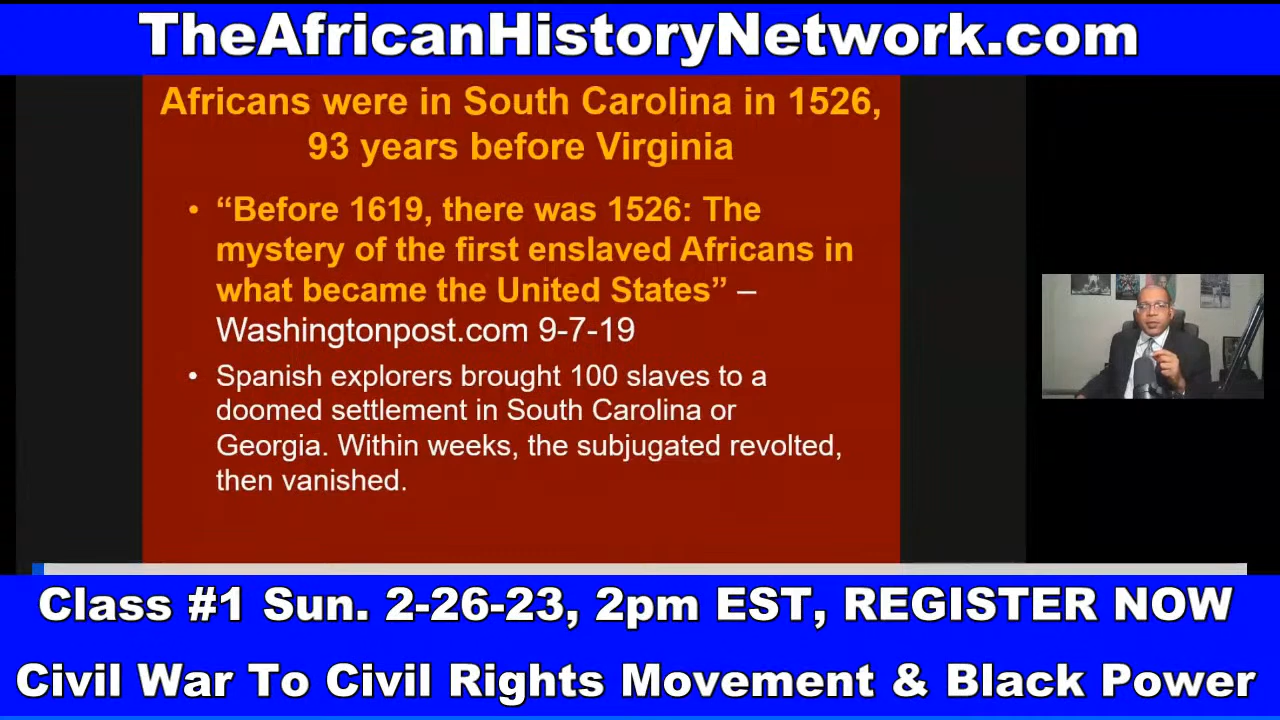 TheAfricanHistoryNetwork.com
Africans were in South Carolina in 1526,
93 years before Virginia
• “Before 1619, there was 1526: The
mystery of the first enslaved Africans in
what became the United States” –
Washingtonpost.com 9-7-19
• Spanish explorers brought 100 slaves to a
doomed settlement in South Carolina or
Georgia. Within weeks, the subjugated revolted,
then vanished.
Class #1 Sun. 2-26-23, 2pm EST, REGISTER NOW
Civil War To Civil Rights Movement & Black Power